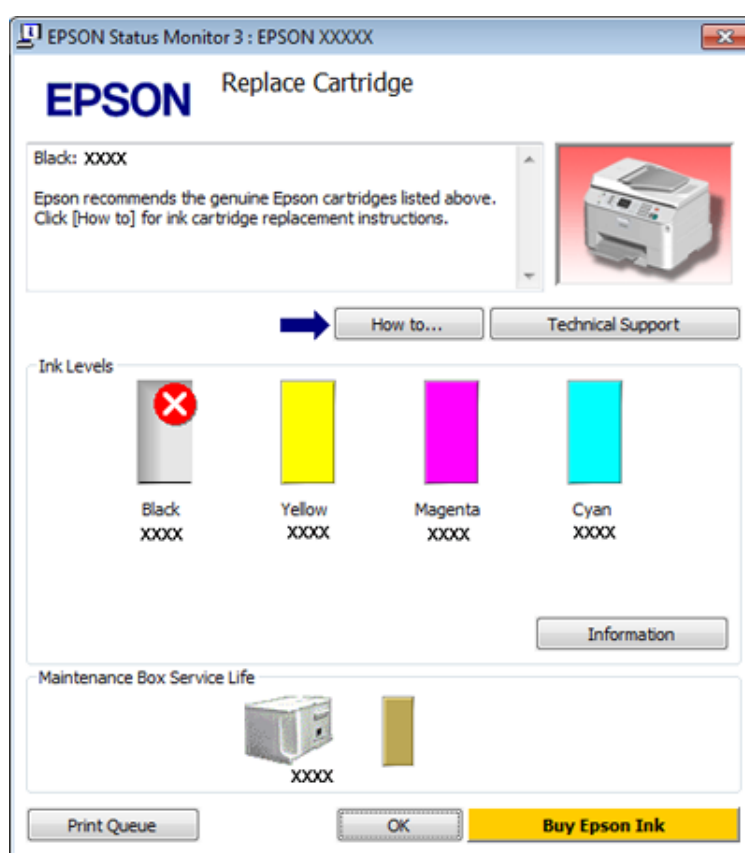 EPSON Status Monitor 3 : EPSON XXXXX
EPSON
Replace Cartridge
Black: XXXX
Epson recommends the genuine Epson cartridges listed above.
Click [How to] for ink cartridge replacement instructions.
How to...
Technical Support
Ink Levels
Black
Yellow
Magenta
Cyan
XXXX
XXXX
XXXX
XXXX
Information
Maintenance Box Service Life
XXXX
Print Queue
OK
Buy Epson Ink